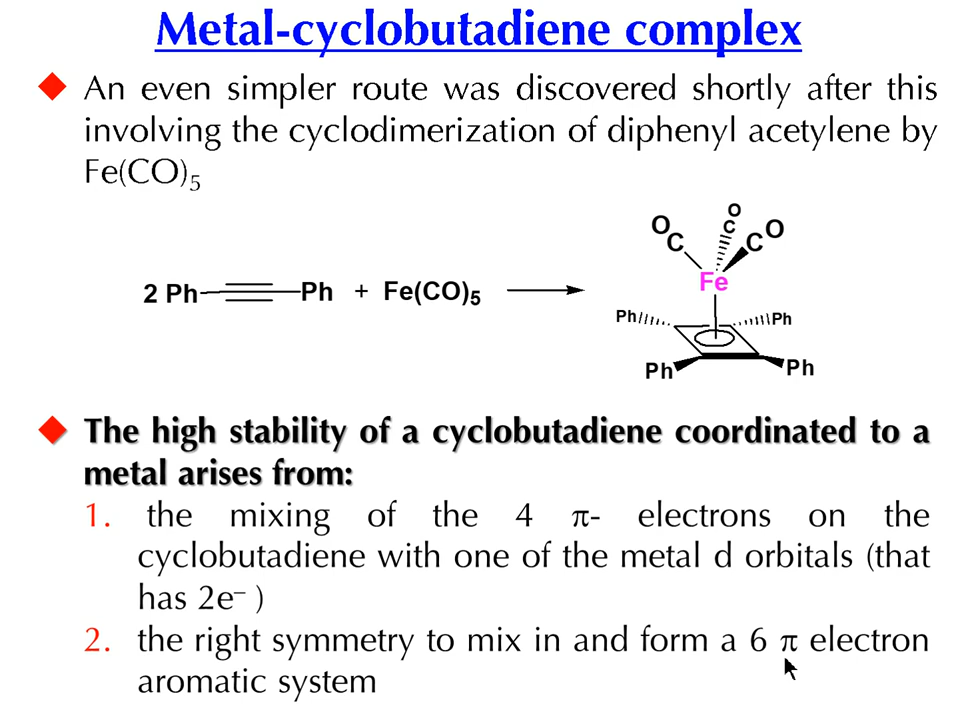 Metal-cyclobutadiene complex
An even simpler route was discovered shortly after this
involving the cyclodimerization of diphenyl acetylene by
Fe(CO)₅
2 Ph Ph + Fe(CO)₅
O C O C C O
Fe
Ph Ph
Ph Ph
The high stability of a cyclobutadiene coordinated to a
metal arises from:
1. the mixing of the 4 π- electrons on the
cyclobutadiene with one of the metal d orbitals (that
has 2e⁻ )
2. the right symmetry to mix in and form a 6 π electron
aromatic system